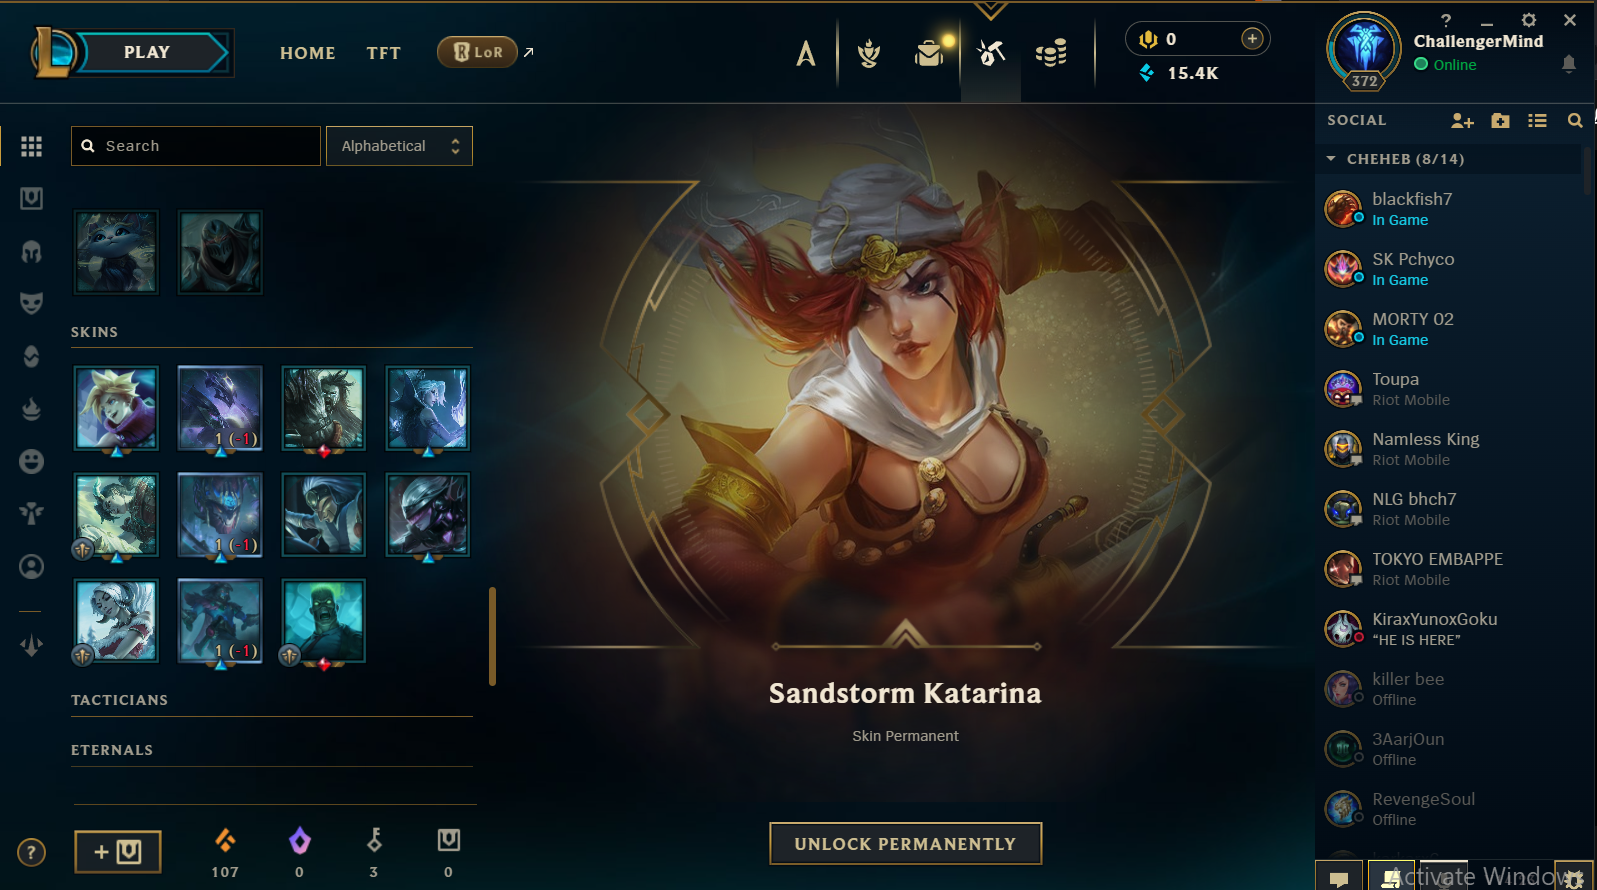 PLAY
HOME
TFT
LoR
0
15.4K
372
?
ChallengerMind
Online
Search
Alphabetical
SOCIAL
CHEHEB (8/14)
blackfish7
In Game
SK Pchyco
In Game
MORTY 02
In Game
Toupa
Riot Mobile
Namless King
Riot Mobile
NLG bhch7
Riot Mobile
TOKYO EMBAPPE
Riot Mobile
KiraxYunoxGoku
“HE IS HERE”
killer bee
Offline
3AarjOun
Offline
RevengeSoul
Offline
SKINS
1 (-1)
1 (-1)
1 (-1)
TACTICIANS
ETERNALS
Sandstorm Katarina
Skin Permanent
UNLOCK PERMANENTLY
?
+
107
0
3
0
Activate Windows